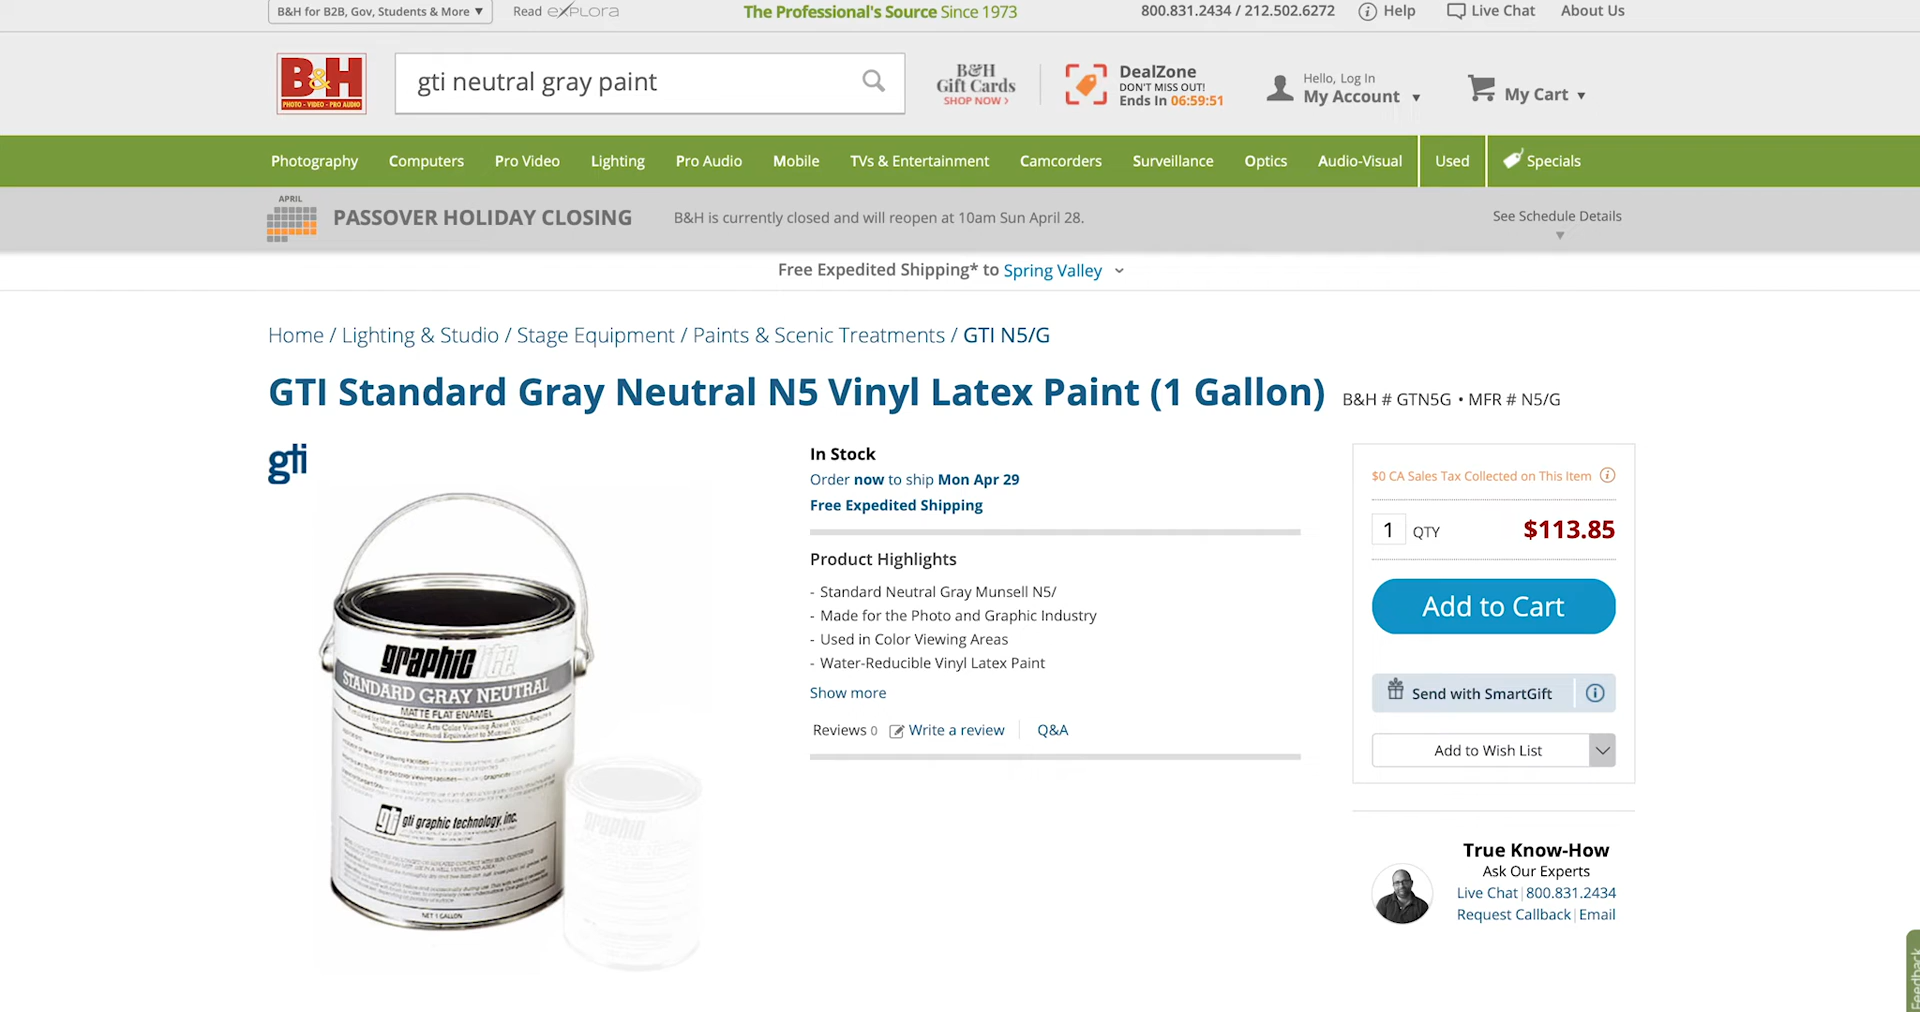 B&H for B2B, Gov, Students & More ▼
Read eXPLORA
The Professional's Source Since 1973
800.831.2434 / 212.502.6272
Help
Live Chat
About Us
B&H
PHOTO - VIDEO - PRO AUDIO
gti neutral gray paint
B&H
Gift Cards
SHOP NOW ›
DealZone
DON'T MISS OUT!
Ends In 06:59:51
Hello, Log In
My Account ▼
My Cart ▼
Photography Computers Pro Video Lighting Pro Audio Mobile TVs & Entertainment Camcorders Surveillance Optics Audio-Visual Used Specials
APRIL
PASSOVER HOLIDAY CLOSING
B&H is currently closed and will reopen at 10am Sun April 28.
See Schedule Details
Free Expedited Shipping* to Spring Valley
Home / Lighting & Studio / Stage Equipment / Paints & Scenic Treatments / GTI N5/G
GTI Standard Gray Neutral N5 Vinyl Latex Paint (1 Gallon)
B&H # GTN5G • MFR # N5/G
gti
graphiclite
STANDARD GRAY NEUTRAL
MATTE FLAT ENAMEL
gti graphic technology, inc.
NET 1 GALLON
In Stock
Order now to ship Mon Apr 29
Free Expedited Shipping
Product Highlights
- Standard Neutral Gray Munsell N5/
- Made for the Photo and Graphic Industry
- Used in Color Viewing Areas
- Water-Reducible Vinyl Latex Paint
Show more
Reviews 0
Write a review
Q&A
$0 CA Sales Tax Collected on This Item
1 QTY
$113.85
Add to Cart
Send with SmartGift
Add to Wish List
True Know-How
Ask Our Experts
Live Chat | 800.831.2434
Request Callback | Email
Feedback